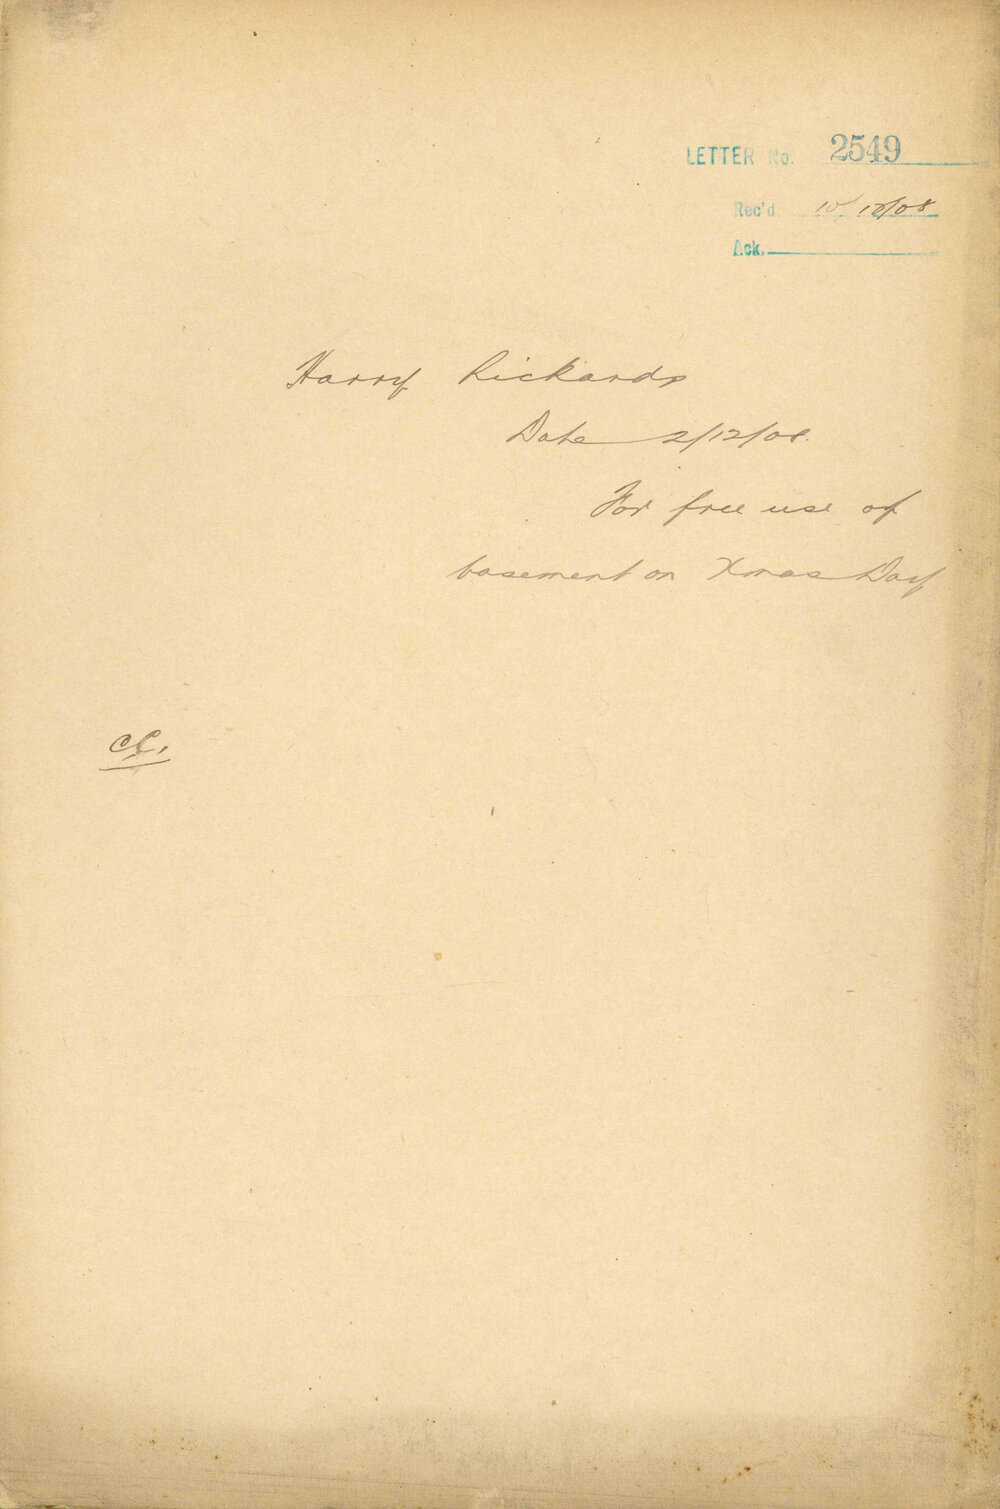 LETTER No. 2549
Rec'd. 10/12/08
Ack.
Harry Rickards
Date 2/12/08.
For free use of
basement on Xmas Day